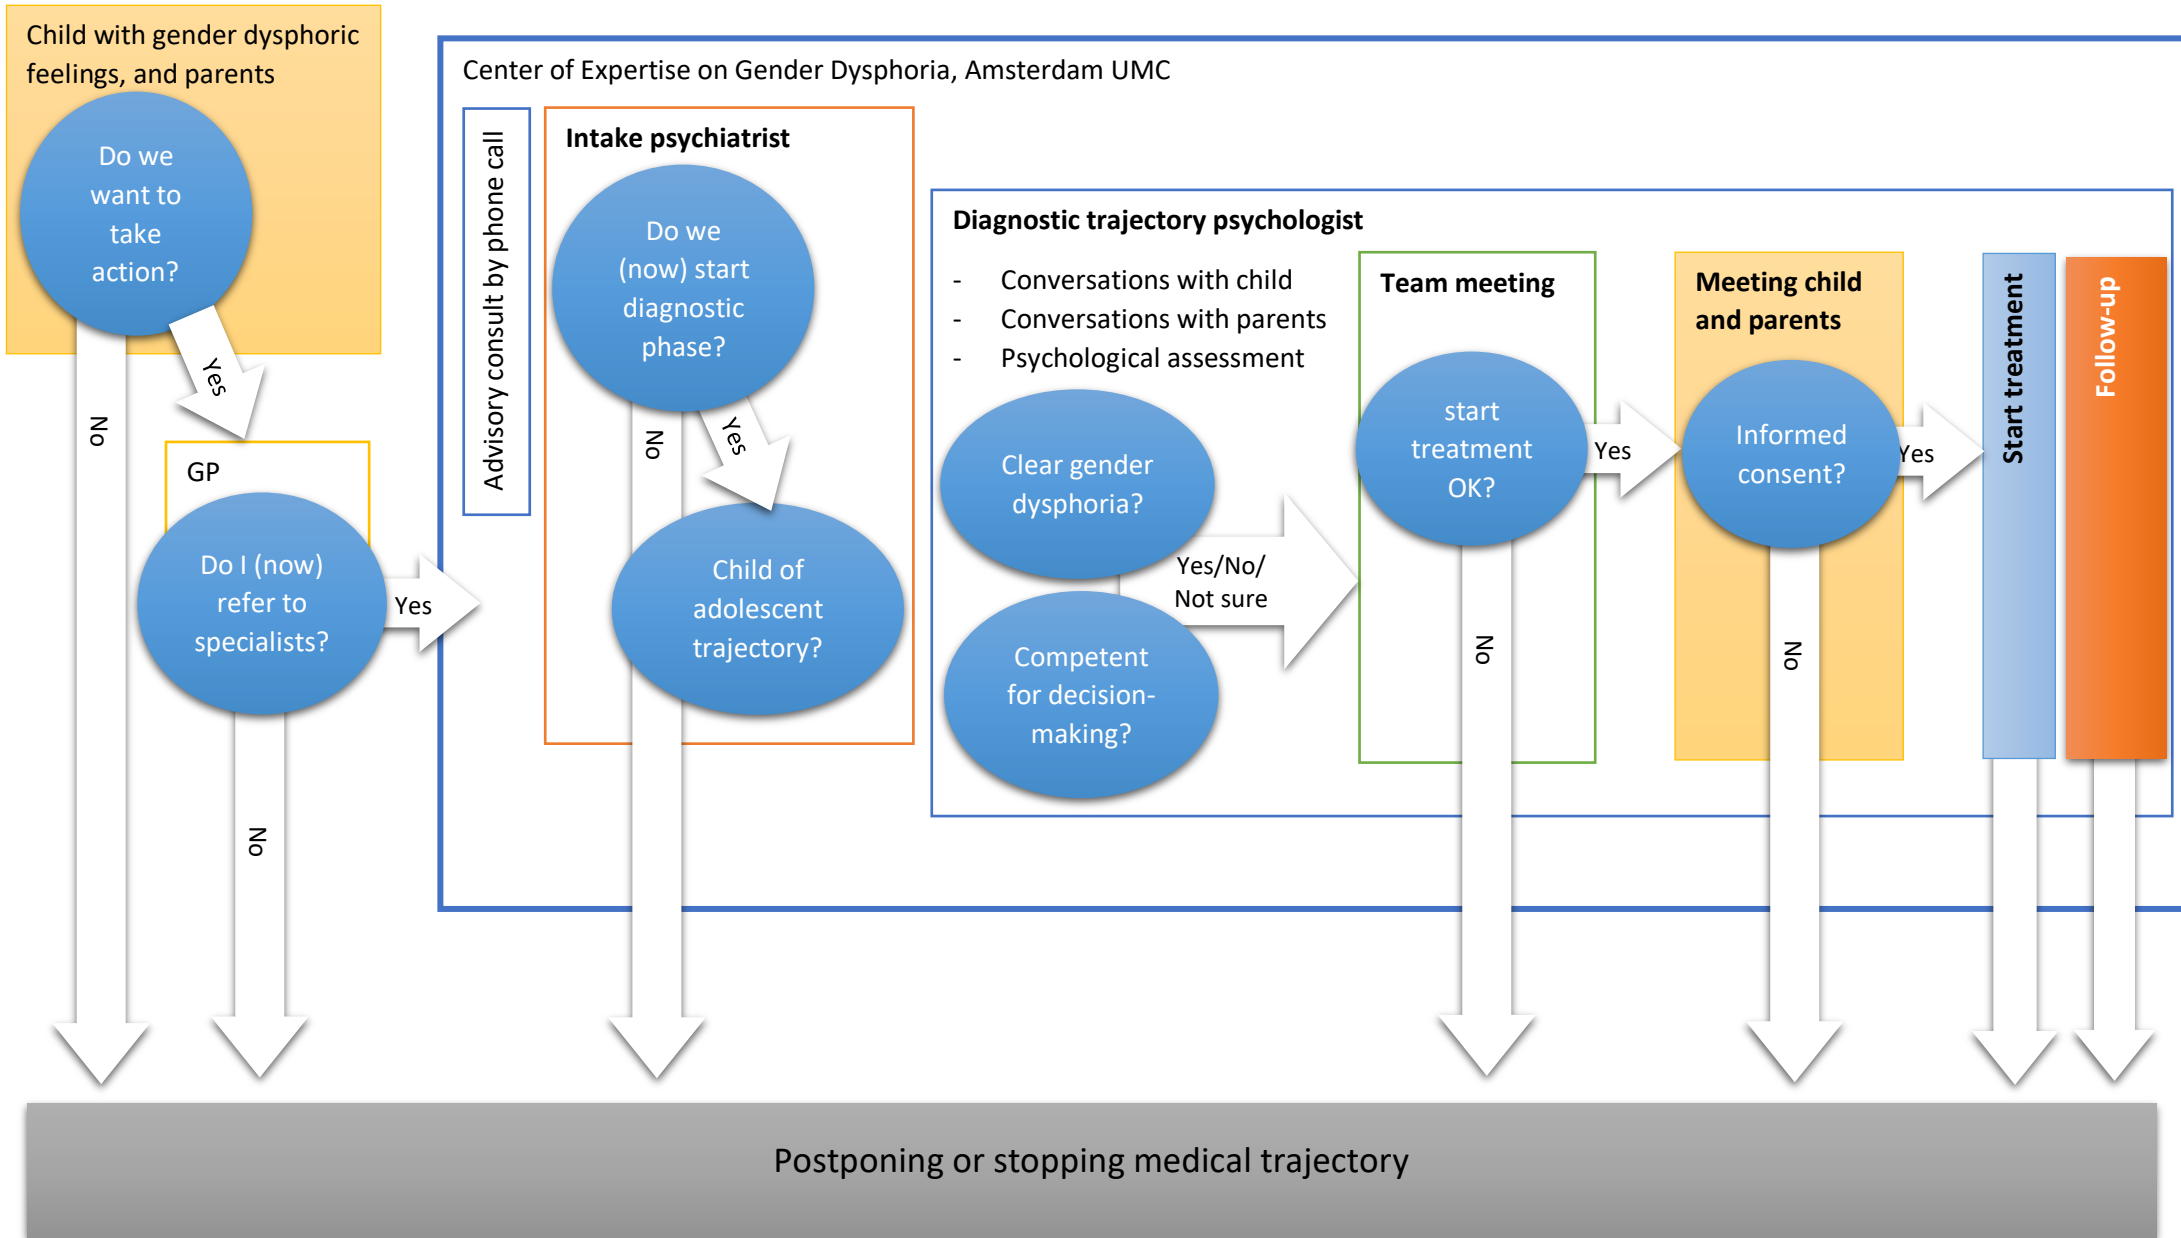 Child with gender dysphoric
feelings, and parents
Do we
want to
take
action?
No
Yes
GP
Do I (now)
refer to
specialists?
Yes
No
Center of Expertise on Gender Dysphoria, Amsterdam UMC
Advisory consult by phone call
Intake psychiatrist
Do we
(now) start
diagnostic
phase?
No
Yes
Child of
adolescent
trajectory?
Diagnostic trajectory psychologist
- Conversations with child
- Conversations with parents
- Psychological assessment
Clear gender
dysphoria?
Competent
for decision-
making?
Yes/No/
Not sure
Team meeting
start
treatment
OK?
Yes
No
Meeting child
and parents
Informed
consent?
Yes
No
Start treatment
Follow-up
Postponing or stopping medical trajectory